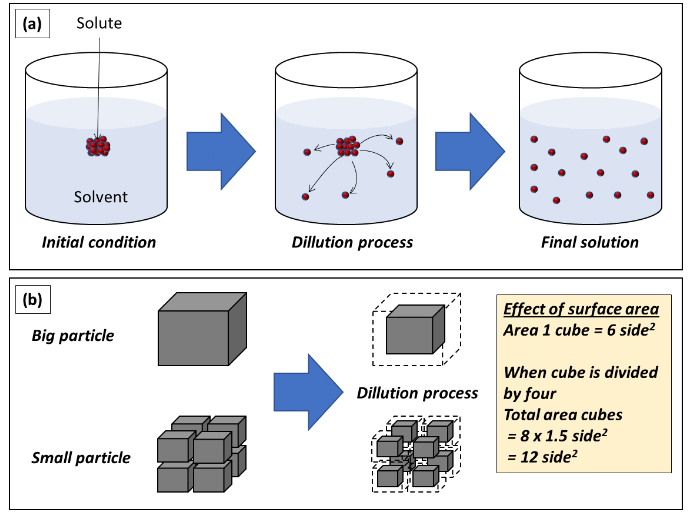 (a)
Solute
Solvent
Initial condition
Dillution process
Final solution
(b)
Big particle
Small particle
Dillution process
Effect of surface area
Area 1 cube = 6 side²
When cube is divided
by four
Total area cubes
= 8 x 1.5 side²
= 12 side²